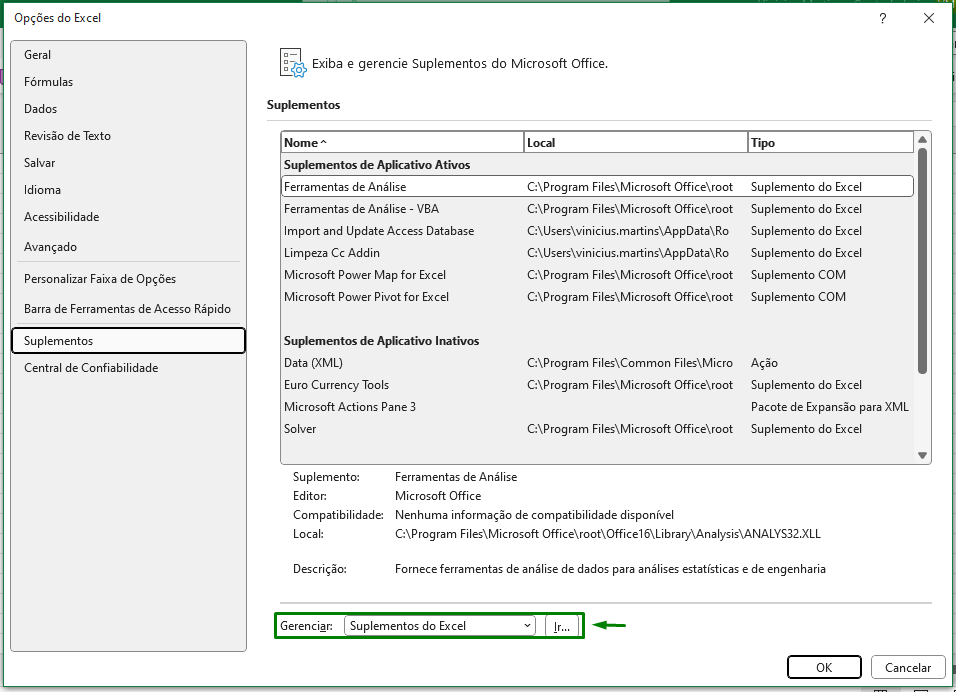 Opções do Excel
?
Geral
Fórmulas
Dados
Revisão de Texto
Salvar
Idioma
Acessibilidade
Avançado
Personalizar Faixa de Opções
Barra de Ferramentas de Acesso Rápido
Suplementos
Central de Confiabilidade
Exiba e gerencie Suplementos do Microsoft Office.
Suplementos
Nome Local Tipo
Suplementos de Aplicativo Ativos
Ferramentas de Análise C:\Program Files\Microsoft Office\root Suplemento do Excel
Ferramentas de Análise - VBA C:\Program Files\Microsoft Office\root Suplemento do Excel
Import and Update Access Database C:\Users\vinicius.martins\AppData\Ro Suplemento do Excel
Limpeza Cc Addin C:\Users\vinicius.martins\AppData\Ro Suplemento do Excel
Microsoft Power Map for Excel C:\Program Files\Microsoft Office\root Suplemento COM
Microsoft Power Pivot for Excel C:\Program Files\Microsoft Office\root Suplemento COM
Suplementos de Aplicativo Inativos
Data (XML) C:\Program Files\Common Files\Micro Ação
Euro Currency Tools C:\Program Files\Microsoft Office\root Suplemento do Excel
Microsoft Actions Pane 3 Pacote de Expansão para XML
Solver C:\Program Files\Microsoft Office\root Suplemento do Excel
Suplemento: Ferramentas de Análise
Editor: Microsoft Office
Compatibilidade: Nenhuma informação de compatibilidade disponível
Local: C:\Program Files\Microsoft Office\root\Office16\Library\Analysis\ANALYS32.XLL
Descrição: Fornece ferramentas de análise de dados para análises estatísticas e de engenharia
Gerenciar: Suplementos do Excel Ir...
OK Cancelar